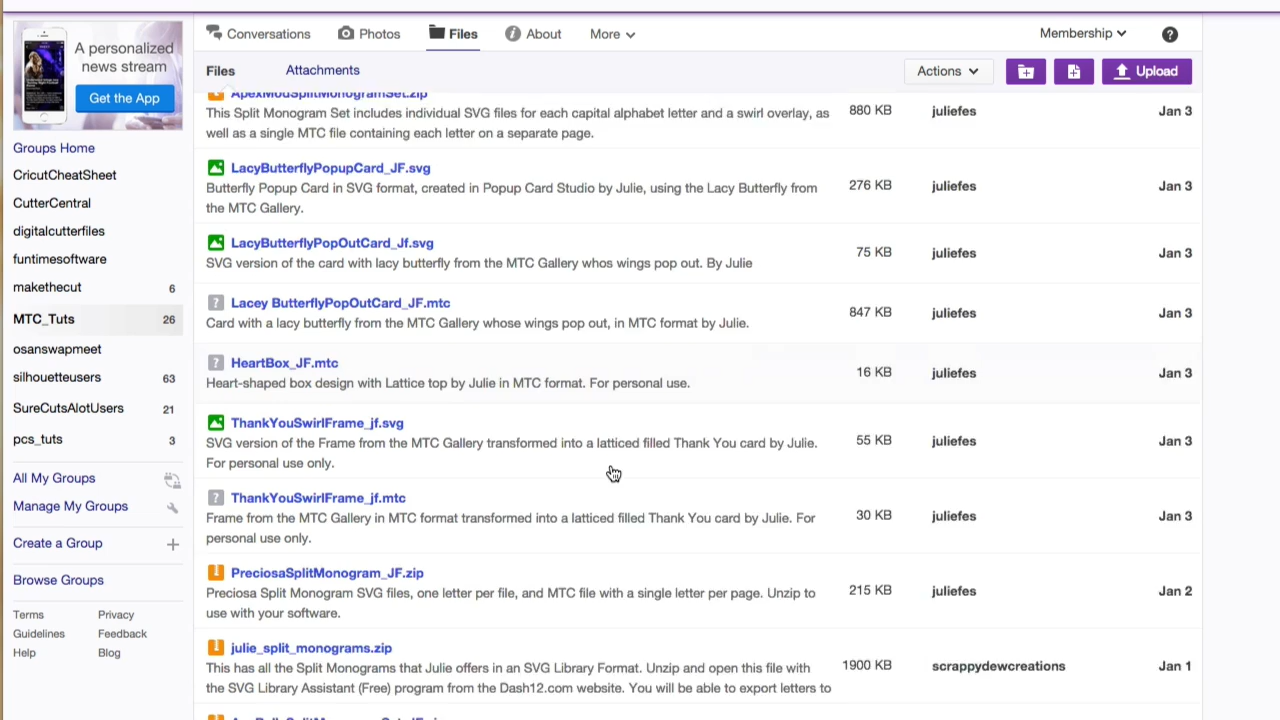 A personalized
news stream
Get the App
Groups Home
CricutCheatSheet
CutterCentral
digitalcutterfiles
funtimesoftware
makethecut 6
MTC_Tuts 26
osanswapmeet
silhouetteusers 63
SureCutsAlotUsers 21
pcs_tuts 3
All My Groups
Manage My Groups
Create a Group
Browse Groups
Terms Privacy
Guidelines Feedback
Help Blog
Conversations Photos Files About More Membership
Files Attachments Actions Upload
ApexModSplitMonogramSet.zip
This Split Monogram Set includes individual SVG files for each capital alphabet letter and a swirl overlay, as 880 KB juliefes Jan 3
well as a single MTC file containing each letter on a separate page.
LacyButterflyPopupCard_JF.svg
Butterfly Popup Card in SVG format, created in Popup Card Studio by Julie, using the Lacy Butterfly from 276 KB juliefes Jan 3
the MTC Gallery.
LacyButterflyPopOutCard_Jf.svg
SVG version of the card with lacy butterfly from the MTC Gallery whos wings pop out. By Julie 75 KB juliefes Jan 3
Lacey ButterflyPopOutCard_JF.mtc
Card with a lacy butterfly from the MTC Gallery whose wings pop out, in MTC format by Julie. 847 KB juliefes Jan 3
HeartBox_JF.mtc
Heart-shaped box design with Lattice top by Julie in MTC format. For personal use. 16 KB juliefes Jan 3
ThankYouSwirlFrame_jf.svg
SVG version of the Frame from the MTC Gallery transformed into a latticed filled Thank You card by Julie. 55 KB juliefes Jan 3
For personal use only.
ThankYouSwirlFrame_jf.mtc
Frame from the MTC Gallery in MTC format transformed into a latticed filled Thank You card by Julie. For 30 KB juliefes Jan 3
personal use only.
PreciosaSplitMonogram_JF.zip
Preciosa Split Monogram SVG files, one letter per file, and MTC file with a single letter per page. Unzip to 215 KB juliefes Jan 2
use with your software.
julie_split_monograms.zip
This has all the Split Monograms that Julie offers in an SVG Library Format. Unzip and open this file with 1900 KB scrappydewcreations Jan 1
the SVG Library Assistant (Free) program from the Dash12.com website. You will be able to export letters to